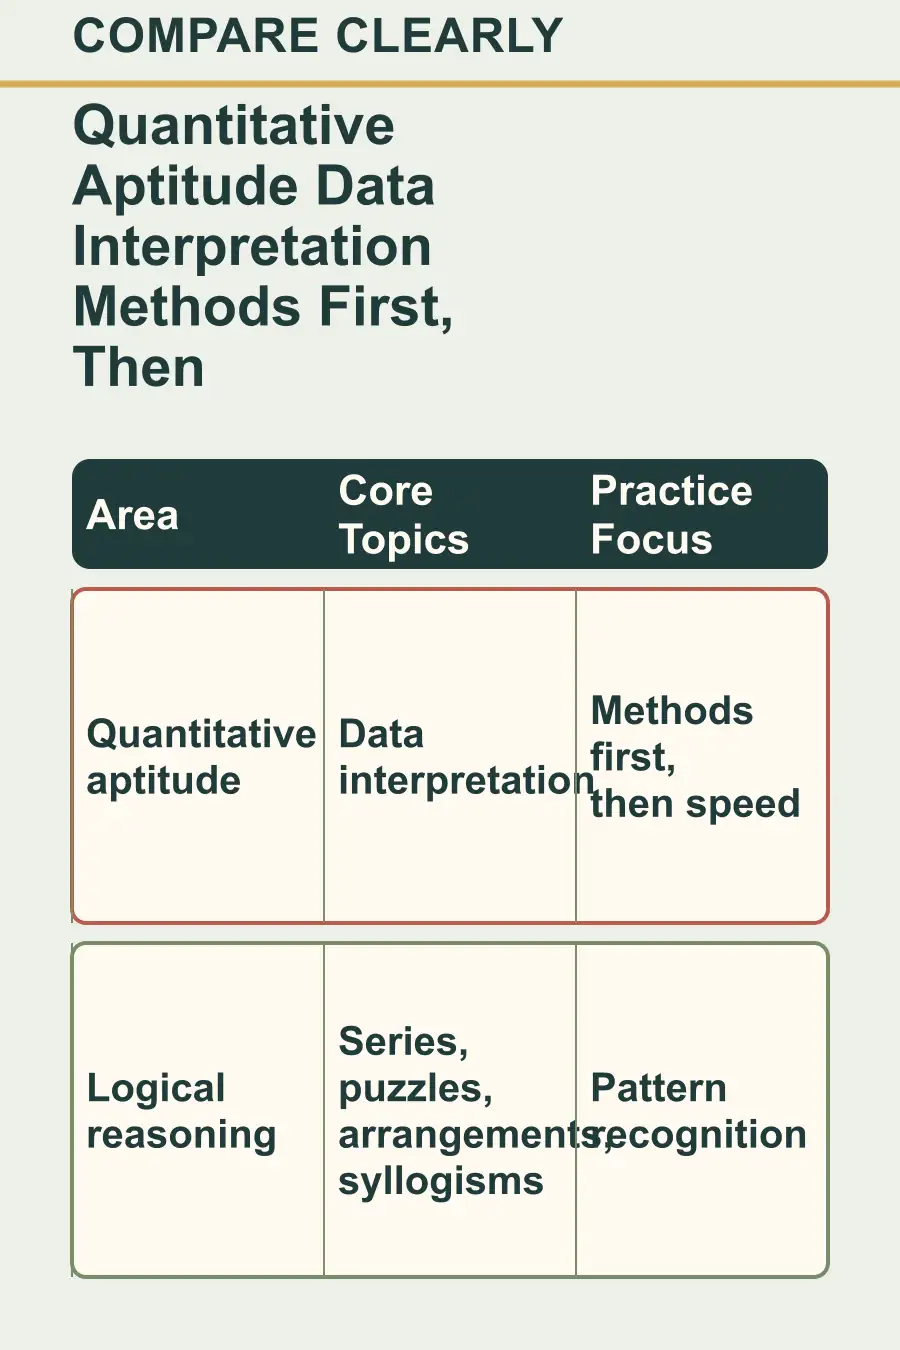 COMPARE CLEARLY
Quantitative
Aptitude Data
Interpretation
Methods First,
Then
Area
Core
Topics
Practice
Focus
Quantitative
aptitude
Data
interpretation
Methods
first,
then speed
Logical
reasoning
Series,
puzzles,
arrangements,
syllogisms
Pattern
recognition